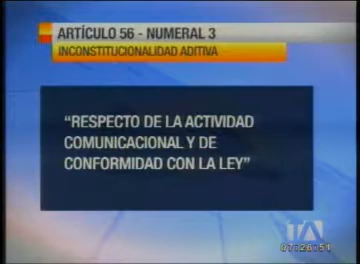 ARTÍCULO 56 - NUMERAL 3
INCONSTITUCIONALIDAD ADITIVA
“RESPECTO DE LA ACTIVIDAD
COMUNICACIONAL Y DE
CONFORMIDAD CON LA LEY”
TA
07:26:51